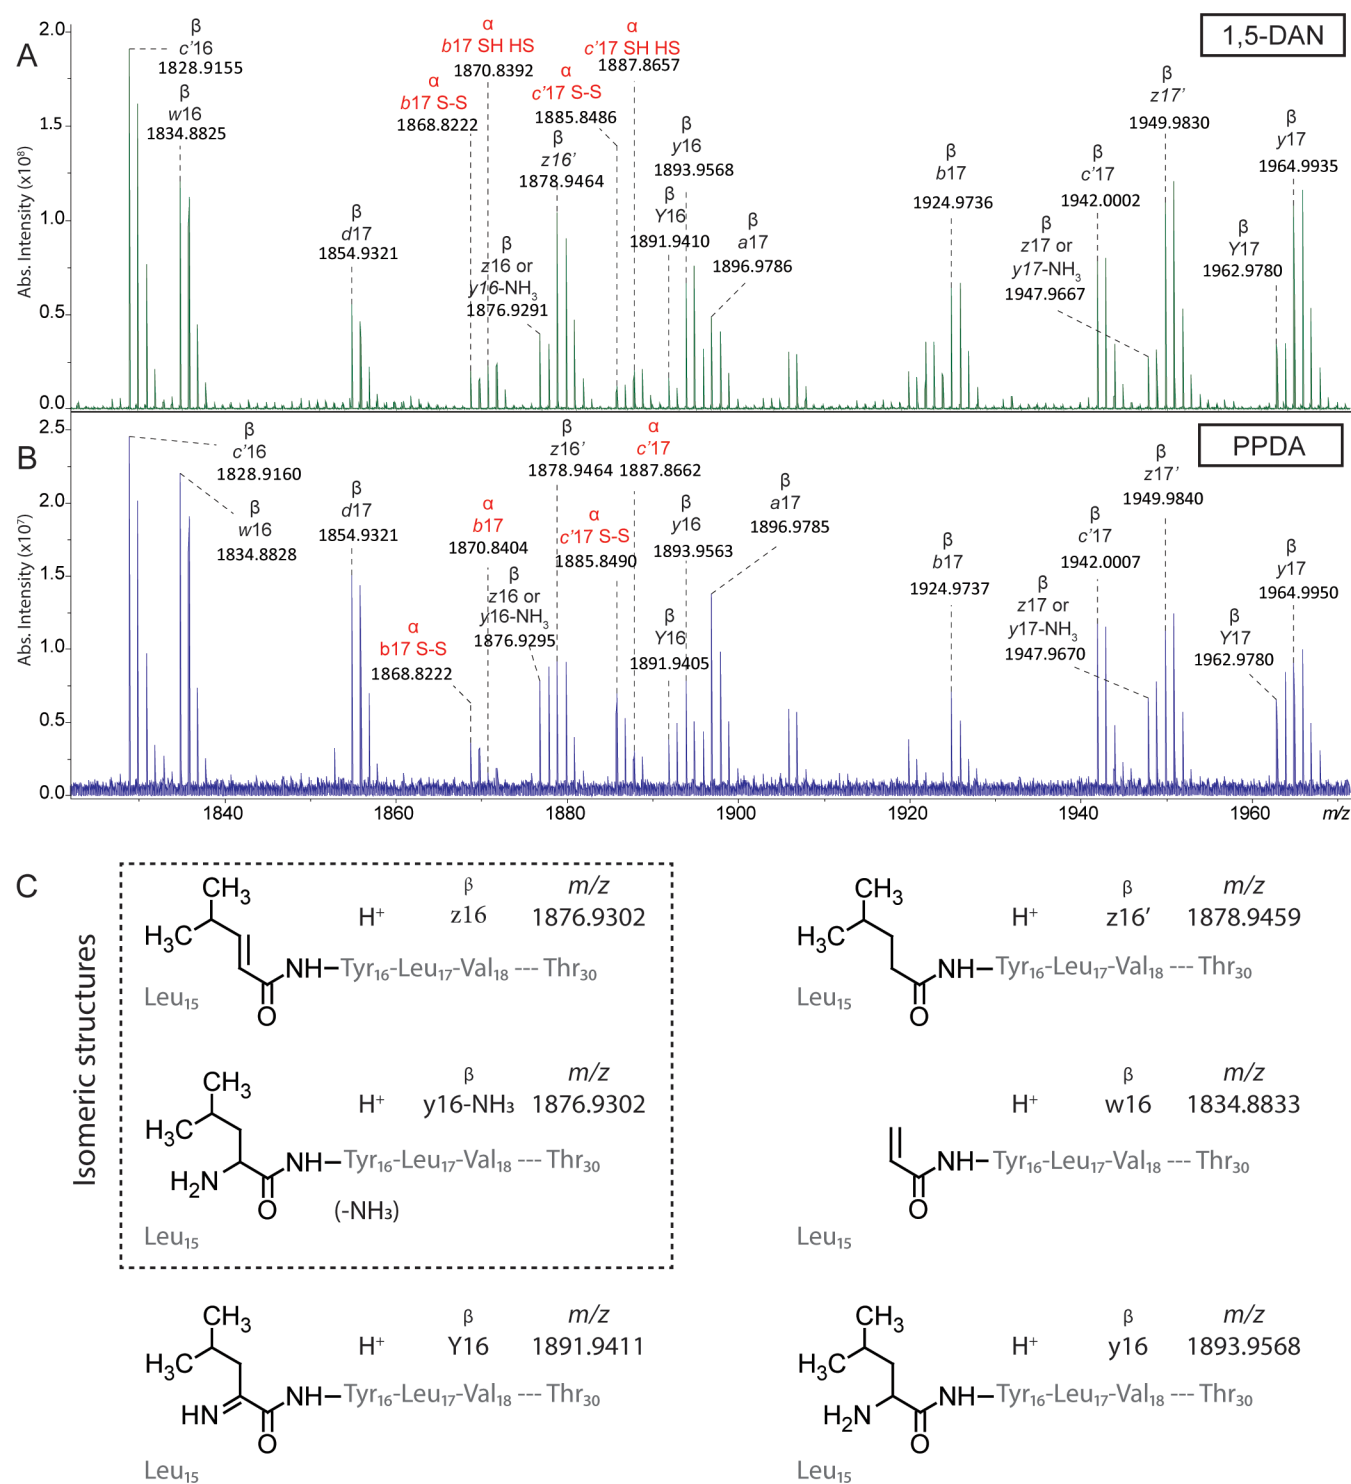 A
1,5-DAN
Abs. Intensity (x10⁸)
2.0
1.5
1.0
0.5
0.0
β
c'16
1828.9155
β
w16
1834.8825
β
d17
1854.9321
α
b17 S-S
1868.8222
α
b17 SH HS
1870.8392
β
z16 or
y16-NH₃
1876.9291
β
z16'
1878.9464
α
c'17 S-S
1885.8486
α
c'17 SH HS
1887.8657
β
Y16
1891.9410
β
y16
1893.9568
β
a17
1896.9786
β
b17
1924.9736
β
c'17
1942.0002
β
z17 or
y17-NH₃
1947.9667
β
z17'
1949.9830
β
Y17
1962.9780
β
y17
1964.9935
B
PPDA
Abs. Intensity (x10⁷)
2.5
2.0
1.5
1.0
0.5
0.0
β
c'16
1828.9160
β
w16
1834.8828
β
d17
1854.9321
α
b17 S-S
1868.8222
α
b17
1870.8404
β
z16 or
y16-NH₃
1876.9295
β
z16'
1878.9464
α
c'17 S-S
1885.8490
α
c'17
1887.8662
β
Y16
1891.9405
β
y16
1893.9563
β
a17
1896.9785
β
b17
1924.9737
β
c'17
1942.0007
β
z17 or
y17-NH₃
1947.9670
β
z17'
1949.9840
β
Y17
1962.9780
β
y17
1964.9950
1840 1860 1880 1900 1920 1940 1960 m/z
C
Isomeric structures
CH₃
H₃C
NH
O
β m/z
H⁺ z16 1876.9302
Tyr₁₆-Leu₁₇-Val₁₈ --- Thr₃₀
Leu₁₅
CH₃
H₃C
NH
O
β m/z
H⁺ z16' 1878.9459
Tyr₁₆-Leu₁₇-Val₁₈ --- Thr₃₀
Leu₁₅
CH₃
H₃C
H₂N
NH
O
β m/z
H⁺ y16-NH₃ 1876.9302
Tyr₁₆-Leu₁₇-Val₁₈ --- Thr₃₀
(-NH₃)
Leu₁₅
NH
O
β m/z
H⁺ w16 1834.8833
Tyr₁₆-Leu₁₇-Val₁₈ --- Thr₃₀
Leu₁₅
CH₃
H₃C
HN
NH
O
β m/z
H⁺ Y16 1891.9411
Tyr₁₆-Leu₁₇-Val₁₈ --- Thr₃₀
Leu₁₅
CH₃
H₃C
H₂N
NH
O
β m/z
H⁺ y16 1893.9568
Tyr₁₆-Leu₁₇-Val₁₈ --- Thr₃₀
Leu₁₅